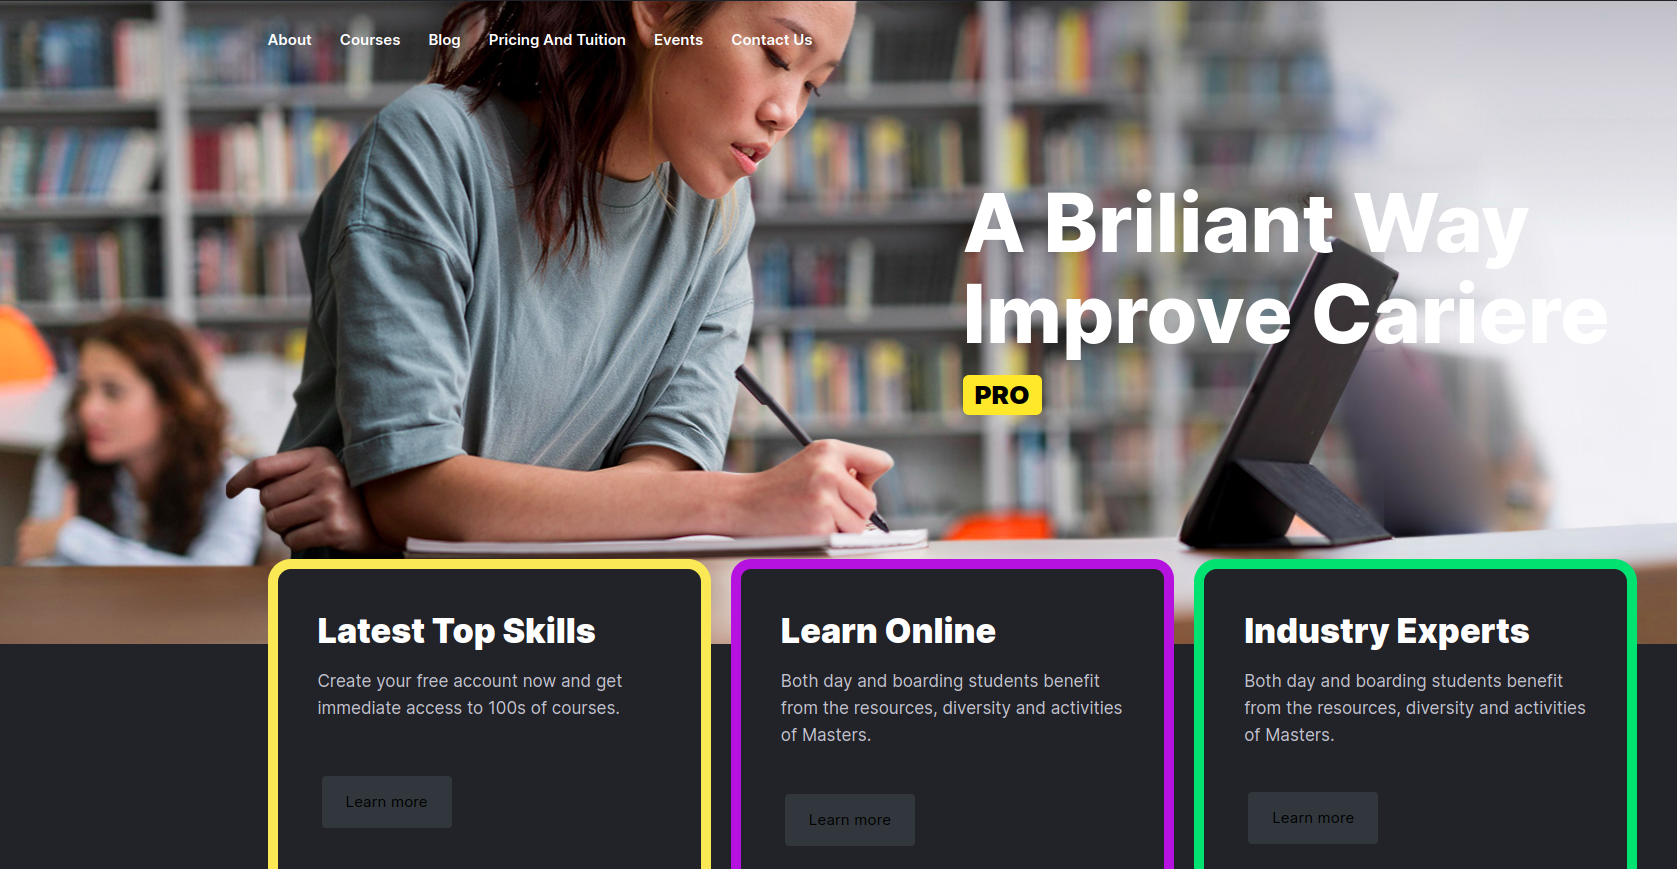 About Courses Blog Pricing And Tuition Events Contact Us
A Briliant Way
Improve Cariere
PRO
Latest Top Skills
Create your free account now and get
immediate access to 100s of courses.
Learn more
Learn Online
Both day and boarding students benefit
from the resources, diversity and activities
of Masters.
Learn more
Industry Experts
Both day and boarding students benefit
from the resources, diversity and activities
of Masters.
Learn more